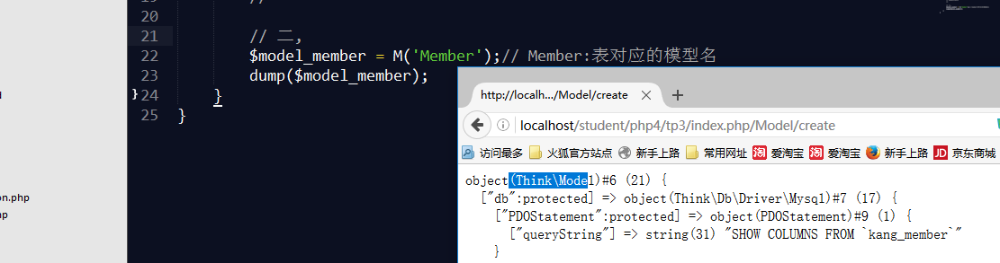 19 //
20
21 // 二,
22 $model_member = M('Member');// Member:表对应的模型名
23 dump($model_member);
24 }
25 }
on.php
http://localh.../Model/create
localhost/student/php4/tp3/index.php/Model/create
访问最多 火狐官方站点 新手上路 常用网址 淘 爱淘宝 淘 爱淘宝 新手上路 JD 京东商城
object(Think\Model)#6 (21) {
["db":protected] => object(Think\Db\Driver\Mysql)#7 (17) {
["PDOStatement":protected] => object(PDOStatement)#9 (1) {
["queryString"] => string(31) "SHOW COLUMNS FROM `kang_member`"
}